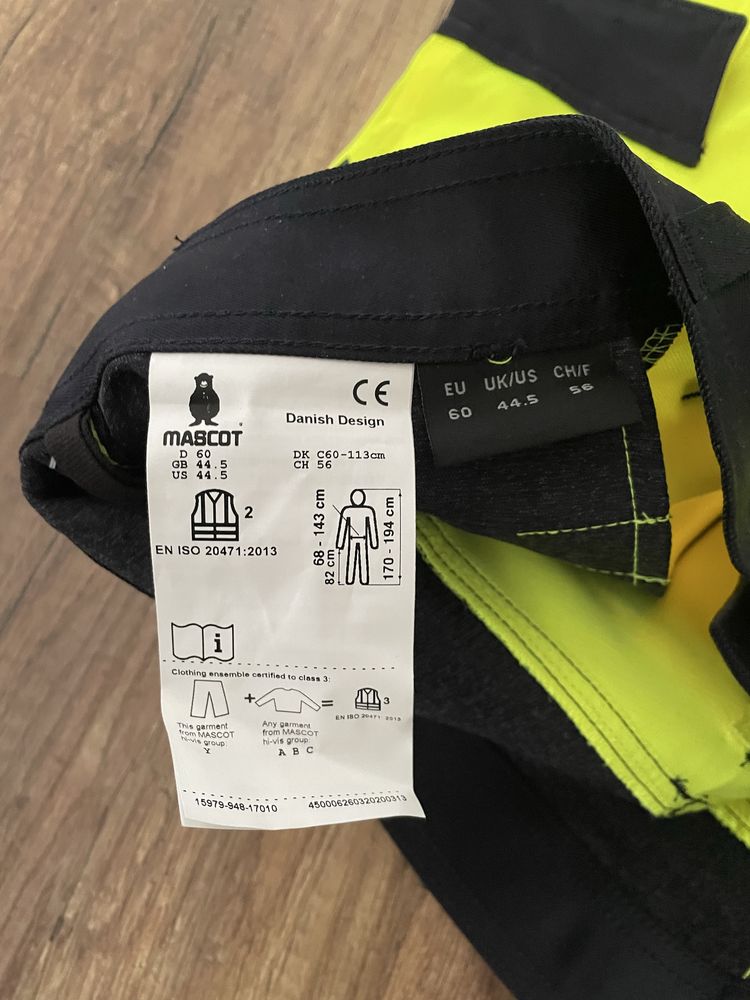 MASCOT
CE
Danish Design
D 60
GB 44.5
US 44.5
DK C60-113cm
CH 56
2
EN ISO 20471:2013
68 - 143 cm
82 cm
170 - 194 cm
i
Clothing ensemble certified to class 3:
+
=
3
EN ISO 20471: 2013
This garment
from MASCOT
hi-vis group:
Y
Any garment
from MASCOT
hi-vis group:
A B C
15979-948-17010
450006260320200313
EU UK/US CH/F
60 44.5 56